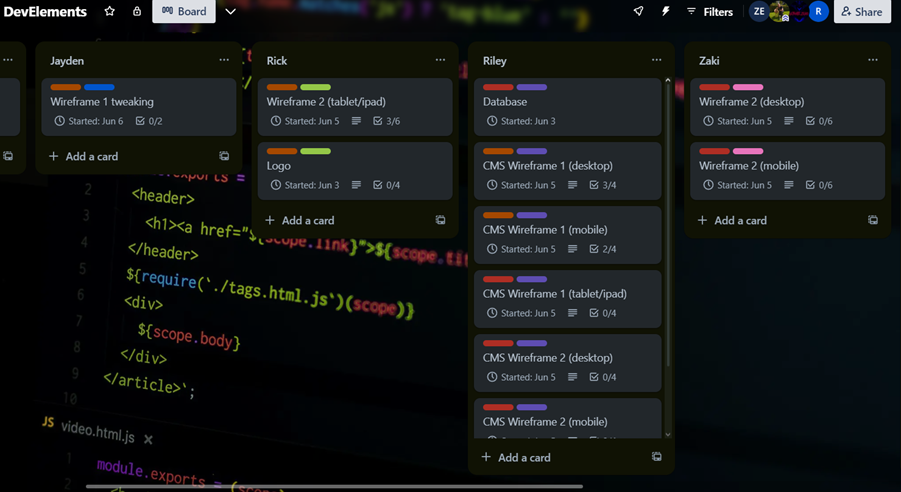 DevElements
Board
Filters
ZE
R
Share
Jayden
Wireframe 1 tweaking
Started: Jun 6
0/2
Add a card
Rick
Wireframe 2 (tablet/ipad)
Started: Jun 5
3/6
Logo
Started: Jun 3
0/4
Add a card
Riley
Database
Started: Jun 3
CMS Wireframe 1 (desktop)
Started: Jun 5
3/4
CMS Wireframe 1 (mobile)
Started: Jun 5
2/4
CMS Wireframe 1 (tablet/ipad)
Started: Jun 5
0/4
CMS Wireframe 2 (desktop)
Started: Jun 5
0/4
CMS Wireframe 2 (mobile)
Add a card
Zaki
Wireframe 2 (desktop)
Started: Jun 5
0/6
Wireframe 2 (mobile)
Started: Jun 5
0/6
Add a card
2 <header>
3 <h1><a href="${scope.link}">${scope.tit
4 </header>
5 ${require(`./tags.html.js`)(scope)}
6 <div>
7 ${scope.body}
8 </div>
9 </article>`;
10
JS video.html.js
1 module.exports = (scope)
2